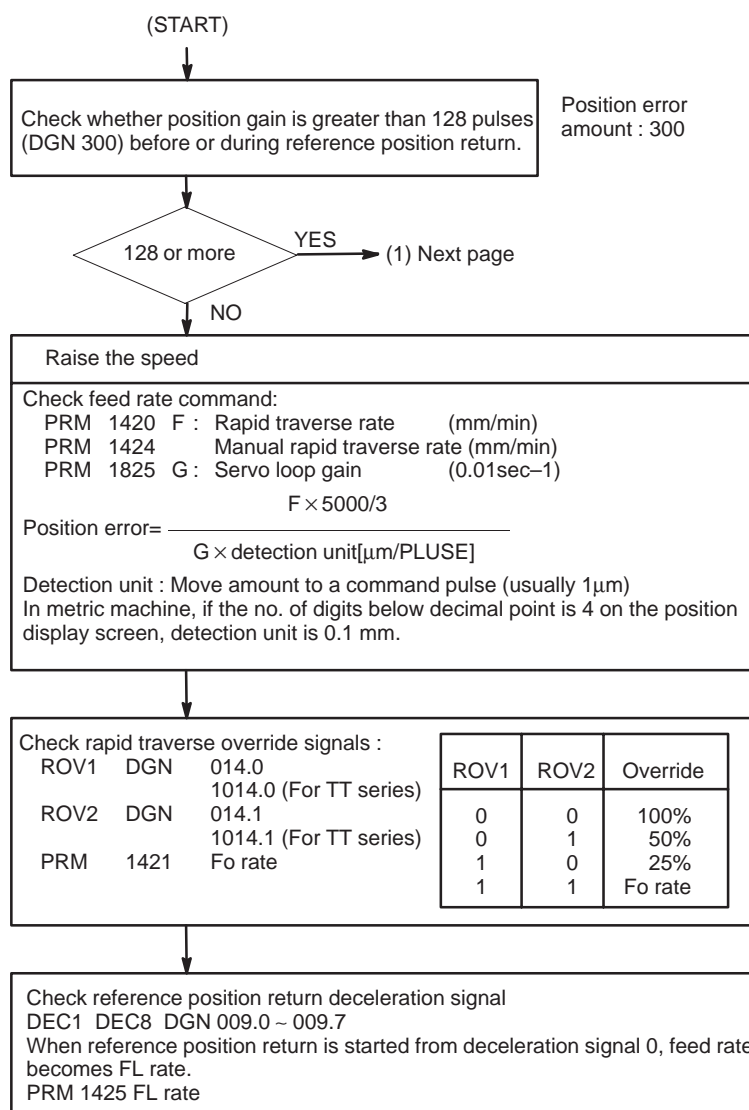 (START)
Check whether position gain is greater than 128 pulses
(DGN 300) before or during reference position return.
Position error
amount : 300
128 or more
YES
(1) Next page
NO
Raise the speed
Check feed rate command:
PRM 1420 F : Rapid traverse rate (mm/min)
PRM 1424 Manual rapid traverse rate (mm/min)
PRM 1825 G : Servo loop gain (0.01sec–1)
F × 5000/3
Position error=
G × detection unit[μm/PLUSE]
Detection unit : Move amount to a command pulse (usually 1μm)
In metric machine, if the no. of digits below decimal point is 4 on the position
display screen, detection unit is 0.1 mm.
Check rapid traverse override signals :
ROV1 DGN 014.0
1014.0 (For TT series)
ROV2 DGN 014.1
1014.1 (For TT series)
PRM 1421 Fo rate
ROV1 ROV2 Override
0 0 100%
0 1 50%
1 0 25%
1 1 Fo rate
Check reference position return deceleration signal
DEC1 DEC8 DGN 009.0 ~ 009.7
When reference position return is started from deceleration signal 0, feed rate
becomes FL rate.
PRM 1425 FL rate